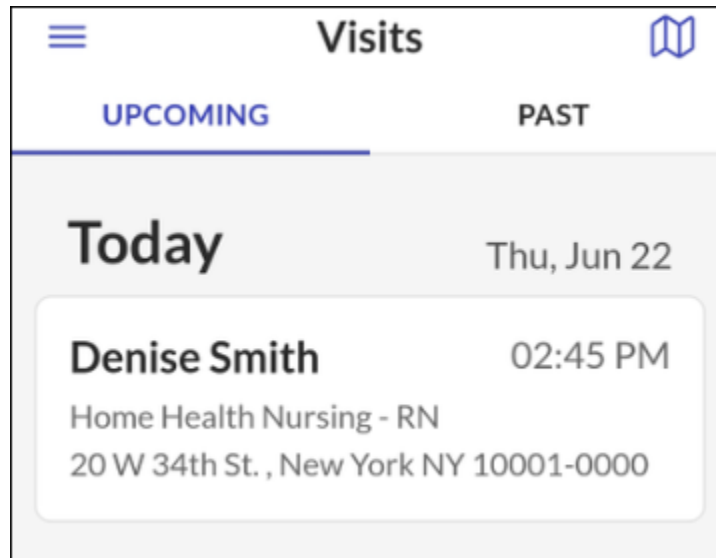 Visits
UPCOMING PAST
Today Thu, Jun 22
Denise Smith 02:45 PM
Home Health Nursing - RN
20 W 34th St. , New York NY 10001-0000